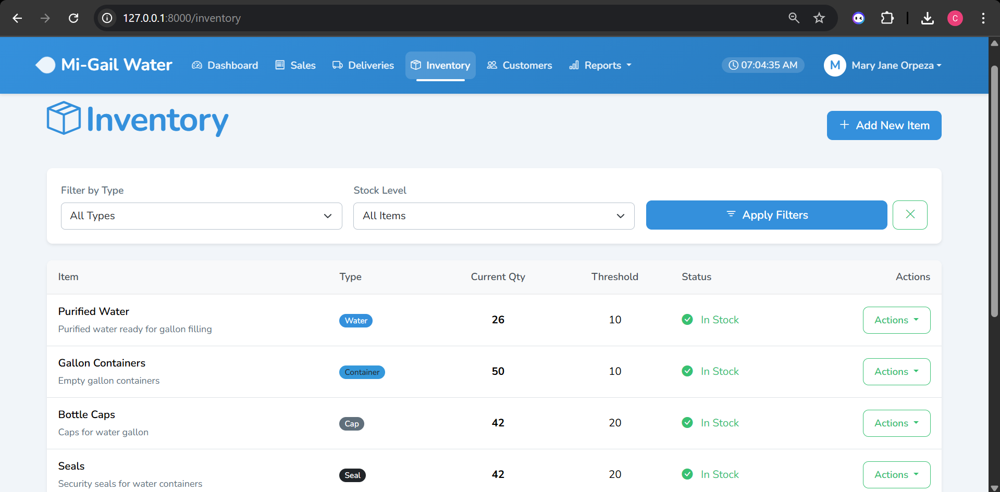 127.0.0.1:8000/inventory
C
Mi-Gail Water
Dashboard
Sales
Deliveries
Inventory
Customers
Reports
07:04:35 AM
M
Mary Jane Orpeza
Inventory
Add New Item
Filter by Type
Stock Level
All Types
All Items
Apply Filters
Item Type Current Qty Threshold Status Actions
Purified Water
Purified water ready for gallon filling
Water
26
10
In Stock
Actions
Gallon Containers
Empty gallon containers
Container
50
10
In Stock
Actions
Bottle Caps
Caps for water gallon
Cap
42
20
In Stock
Actions
Seals
Security seals for water containers
Seal
42
20
In Stock
Actions